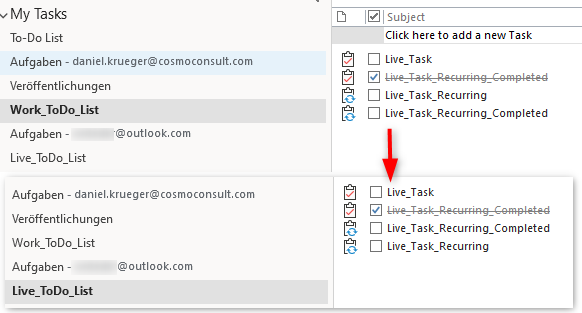 My Tasks
To-Do List
Aufgaben - daniel.krueger@cosmoconsult.com
Veröffentlichungen
Work_ToDo_List
Aufgaben - @outlook.com
Live_ToDo_List
Subject
Click here to add a new Task
Live_Task
Live_Task_Recurring_Completed
Live_Task_Recurring
Live_Task_Recurring_Completed
Aufgaben - daniel.krueger@cosmoconsult.com
Veröffentlichungen
Work_ToDo_List
Aufgaben - @outlook.com
Live_ToDo_List
Live_Task
Live_Task_Recurring_Completed
Live_Task_Recurring_Completed
Live_Task_Recurring